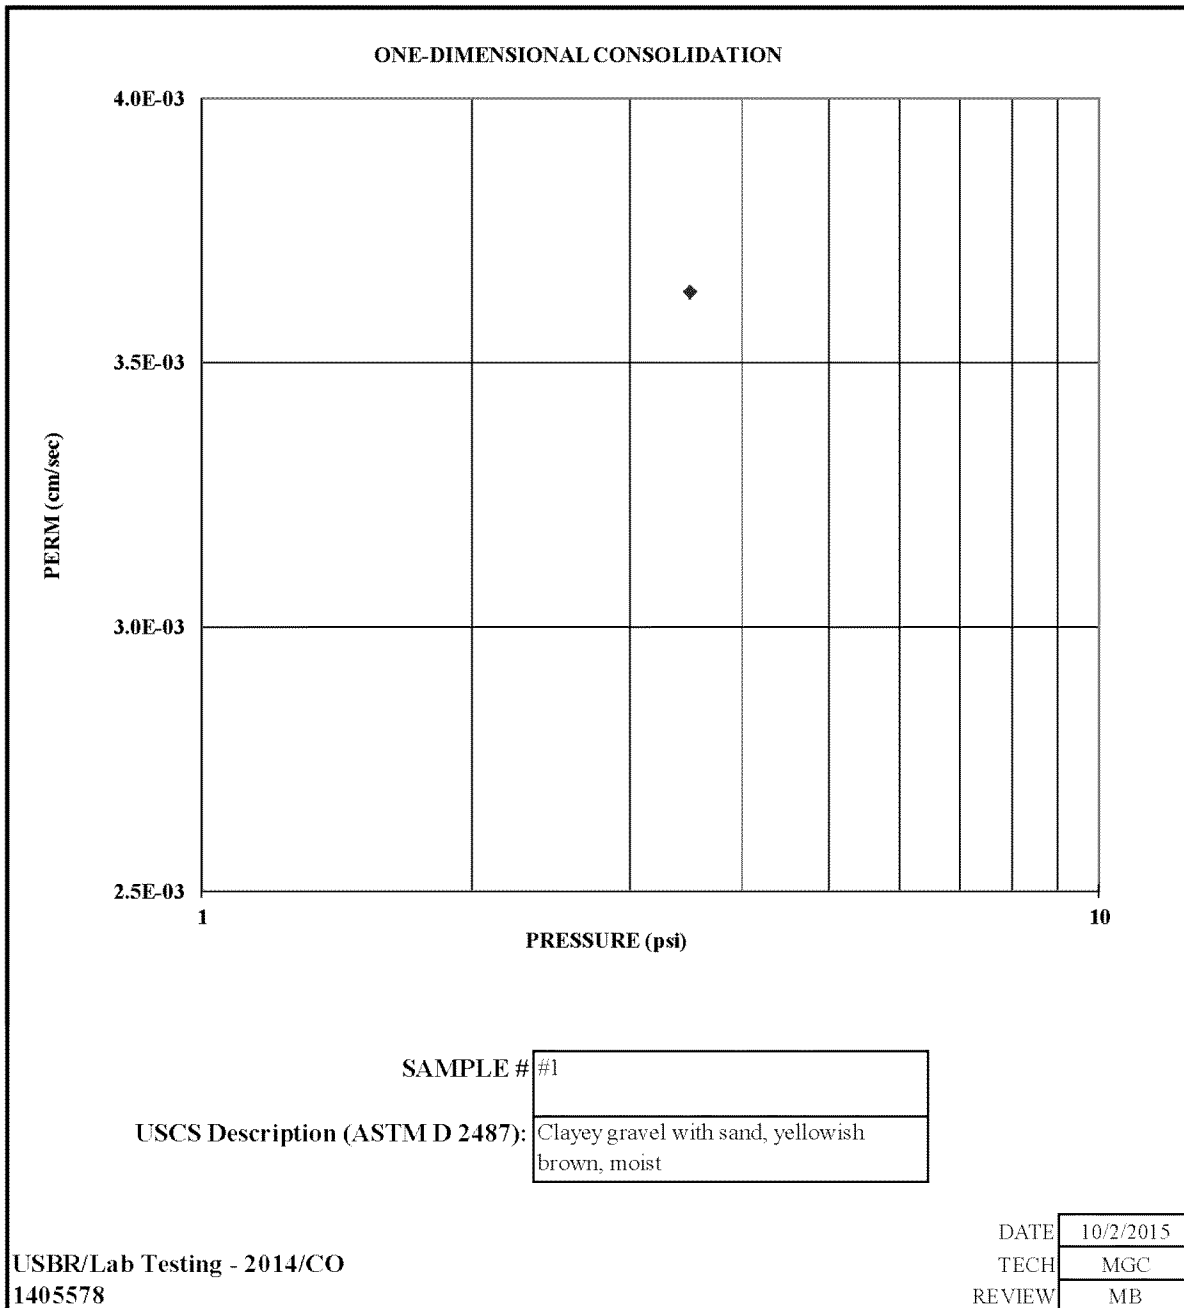 ONE-DIMENSIONAL CONSOLIDATION
4.0E-03
3.5E-03
PERM (cm/sec)
3.0E-03
2.5E-03
1
10
PRESSURE (psi)
SAMPLE # #1
USCS Description (ASTM D 2487): Clayey gravel with sand, yellowish
brown, moist
DATE 10/2/2015
USBR/Lab Testing - 2014/CO
TECH MGC
1405578
REVIEW MB